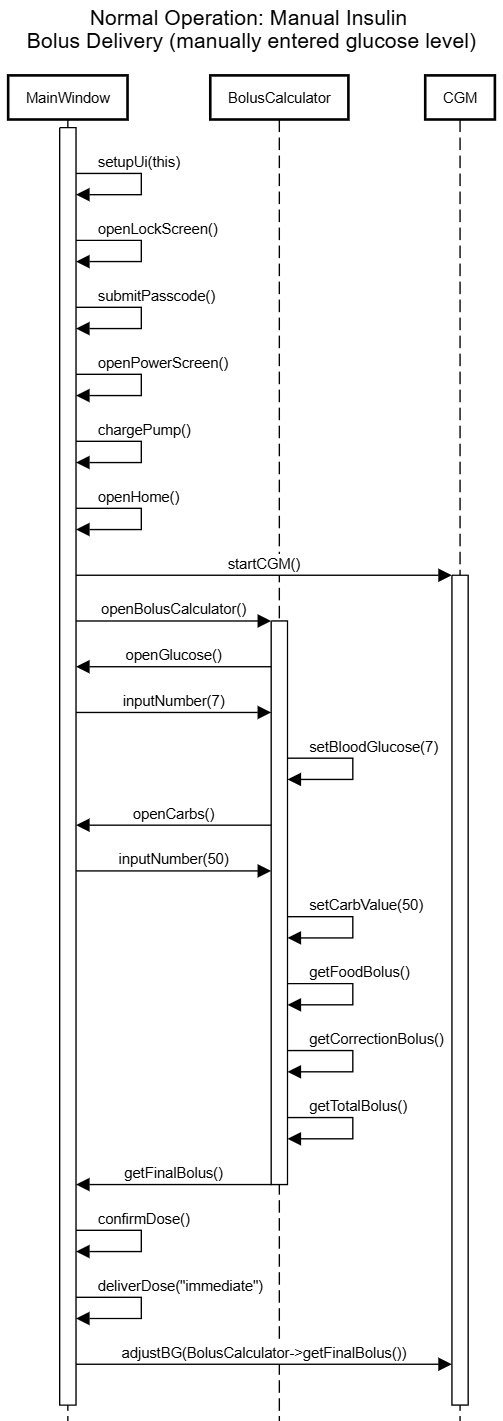 Normal Operation: Manual Insulin
Bolus Delivery (manually entered glucose level)
MainWindow
BolusCalculator
CGM
setupUi(this)
openLockScreen()
submitPasscode()
openPowerScreen()
chargePump()
openHome()
startCGM()
openBolusCalculator()
openGlucose()
inputNumber(7)
setBloodGlucose(7)
openCarbs()
inputNumber(50)
setCarbValue(50)
getFoodBolus()
getCorrectionBolus()
getTotalBolus()
getFinalBolus()
confirmDose()
deliverDose("immediate")
adjustBG(BolusCalculator->getFinalBolus())